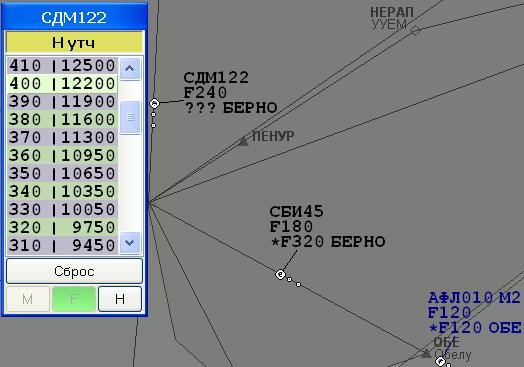 СДМ122
Н утч
410 | 12500
400 | 12200
390 | 11900
380 | 11600
370 | 11300
360 | 10950
350 | 10650
340 | 10350
330 | 10050
320 | 9750
310 | 9450
Сброс
М F Н
НЕРАП
УУЕМ
СДМ122
F240
??? БЕРНО
ПЕНУР
СБИ45
F180
*F320 БЕРНО
АФЛ010 М2
F120
*F120 ОБЕ
ОБЕ
Обелу